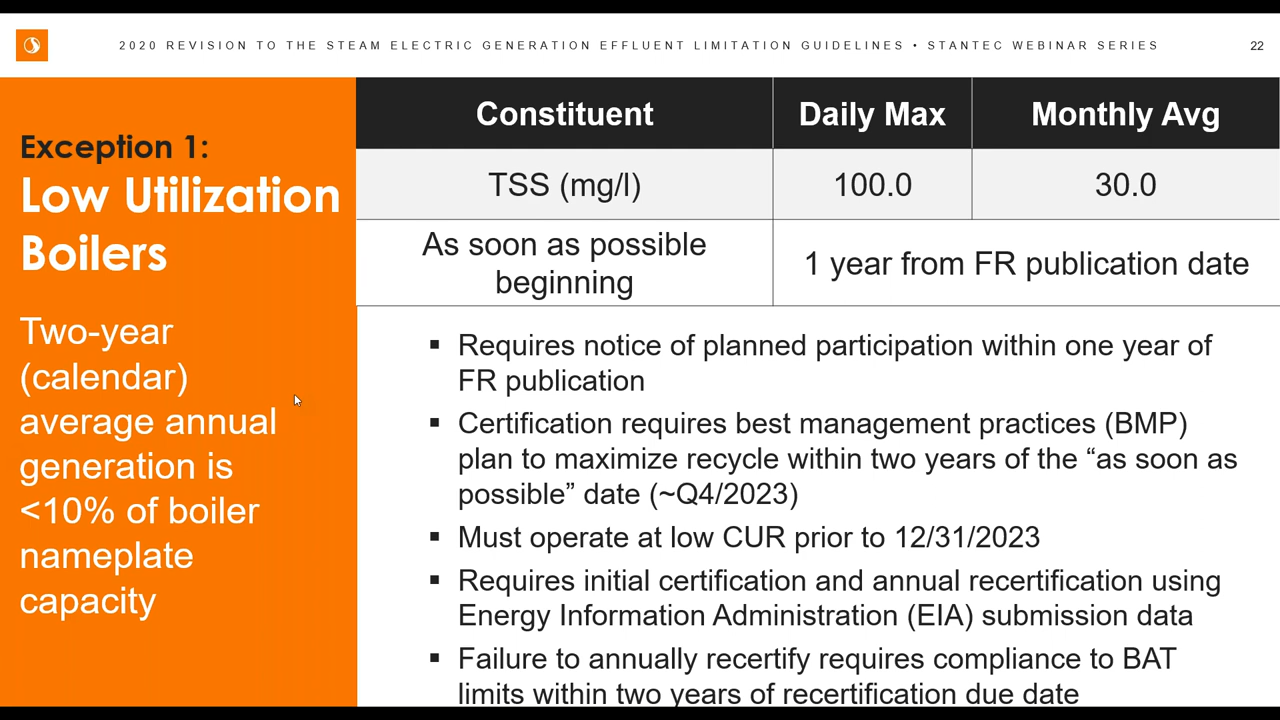 2020 REVISION TO THE STEAM ELECTRIC GENERATION EFFLUENT LIMITATION GUIDELINES • STANTEC WEBINAR SERIES
22
Exception 1:
Low Utilization
Boilers
Two-year
(calendar)
average annual
generation is
<10% of boiler
nameplate
capacity
Constituent Daily Max Monthly Avg
TSS (mg/l) 100.0 30.0
As soon as possible
beginning
1 year from FR publication date
▪ Requires notice of planned participation within one year of
FR publication
▪ Certification requires best management practices (BMP)
plan to maximize recycle within two years of the “as soon as
possible” date (~Q4/2023)
▪ Must operate at low CUR prior to 12/31/2023
▪ Requires initial certification and annual recertification using
Energy Information Administration (EIA) submission data
▪ Failure to annually recertify requires compliance to BAT
limits within two years of recertification due date